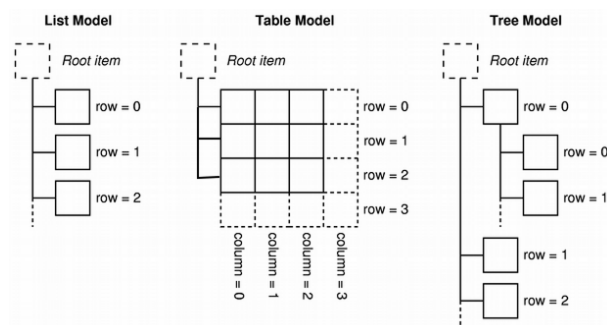 List Model
Root item
row = 0
row = 1
row = 2
Table Model
Root item
row = 0
row = 1
row = 2
row = 3
column = 0
column = 1
column = 2
column = 3
Tree Model
Root item
row = 0
row = 0
row = 1
row = 1
row = 2